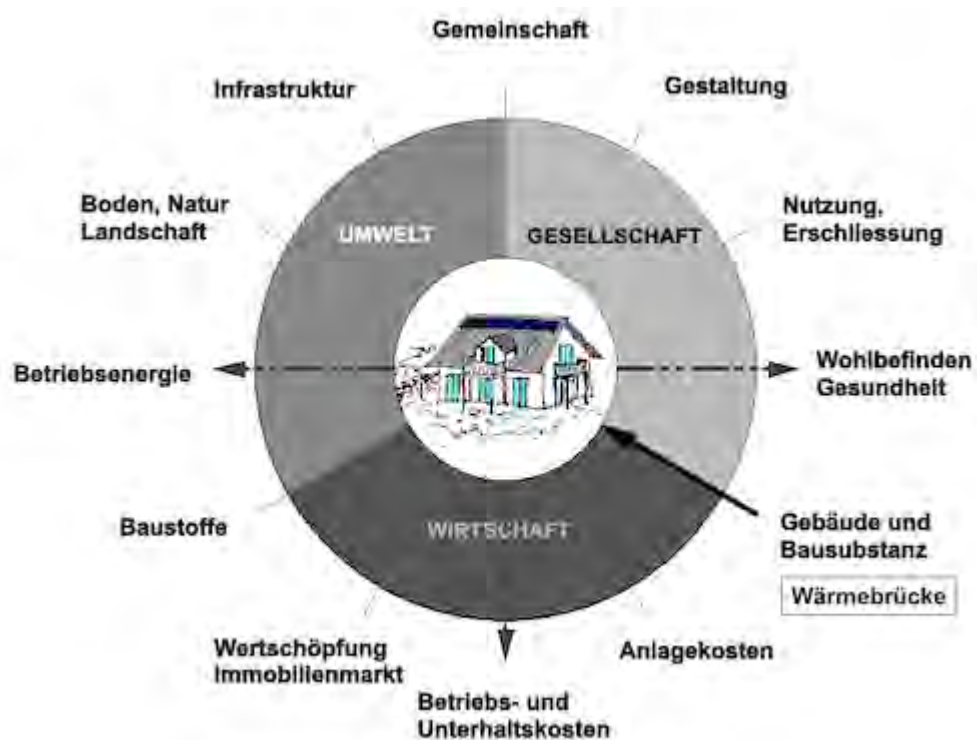 Gemeinschaft
Infrastruktur
Gestaltung
Boden, Natur
Landschaft
UMWELT
GESELLSCHAFT
Nutzung,
Erschliessung
Betriebsenergie
Wohlbefinden
Gesundheit
Baustoffe
WIRTSCHAFT
Gebäude und
Bausubstanz
Wärmebrücke
Wertschöpfung
Immobilienmarkt
Anlagekosten
Betriebs- und
Unterhaltskosten